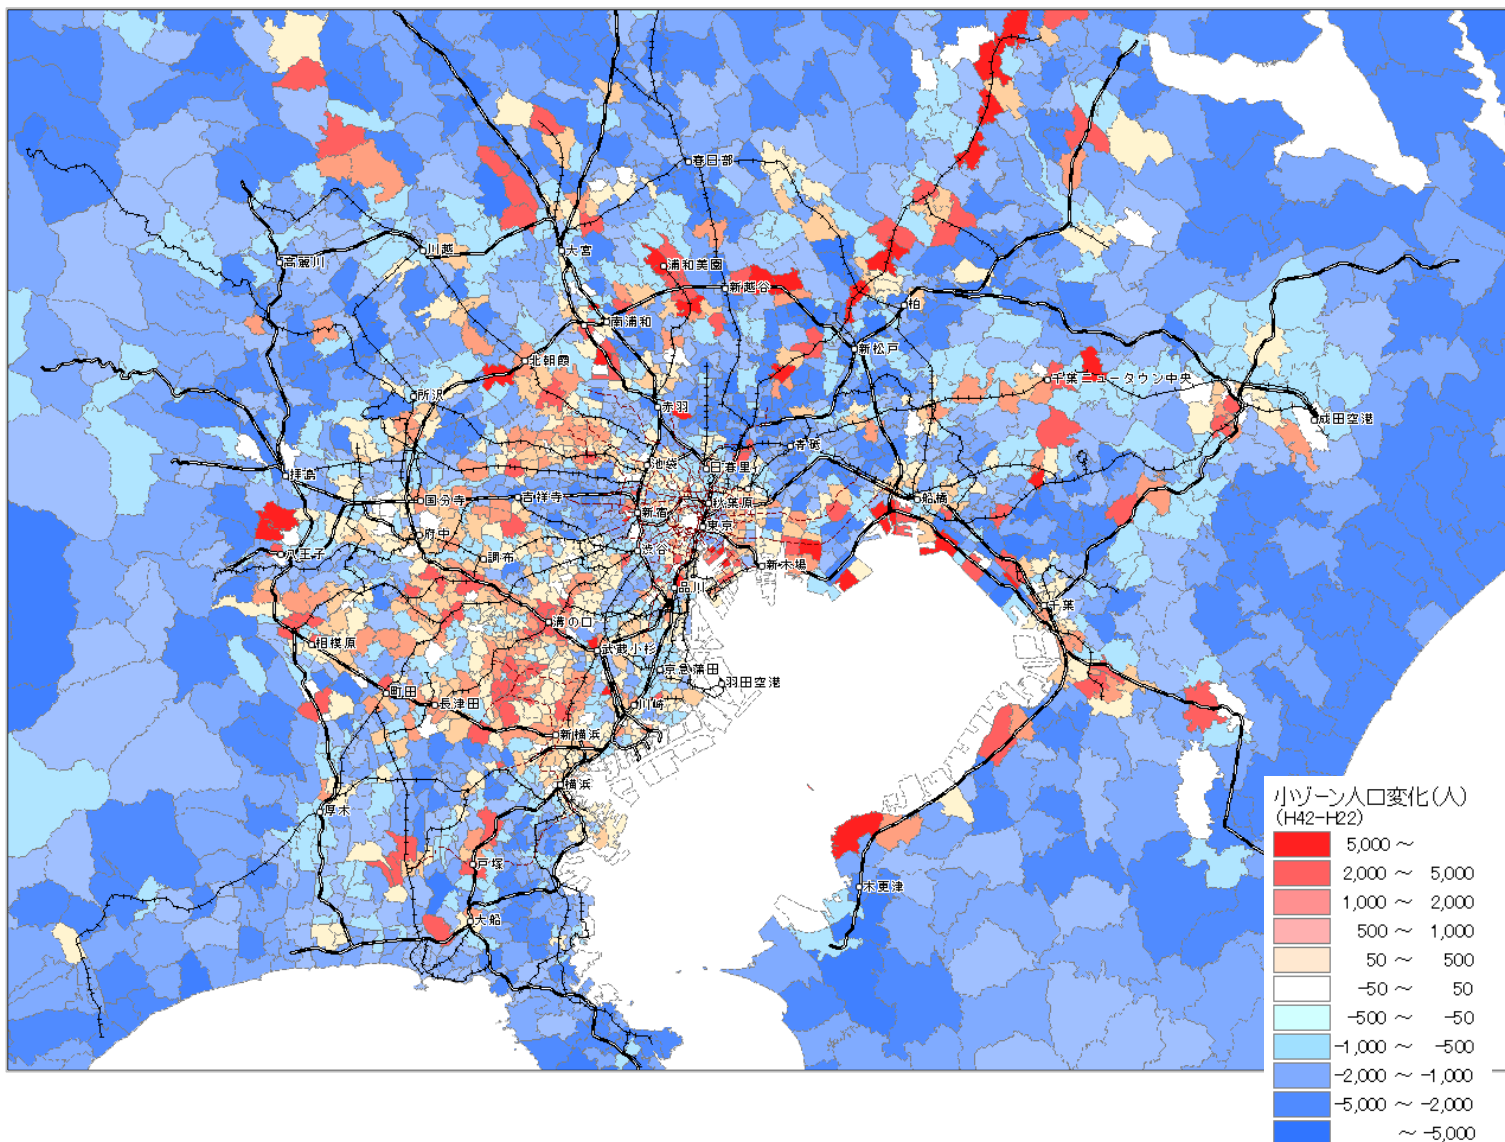 春日部
川越
大宮
高麗川
浦和美園
新越谷
柏
南浦和
新松戸
北朝霞
千葉ニュータウン中央
所沢
赤羽
成田空港
青砥
池袋
日暮里
拝島
国分寺
吉祥寺
船橋
新宿
秋葉原
東京
府中
八王子
調布
渋谷
新木場
品川
千葉
溝の口
相模原
武蔵小杉
京急蒲田
羽田空港
町田
長津田
川崎
新横浜
横浜
厚木
戸塚
木更津
大船
小ゾーン人口変化(人)
(H42-H22)
5,000 ～
2,000 ～ 5,000
1,000 ～ 2,000
500 ～ 1,000
50 ～ 500
-50 ～ 50
-500 ～ -50
-1,000 ～ -500
-2,000 ～ -1,000
-5,000 ～ -2,000
～ -5,000